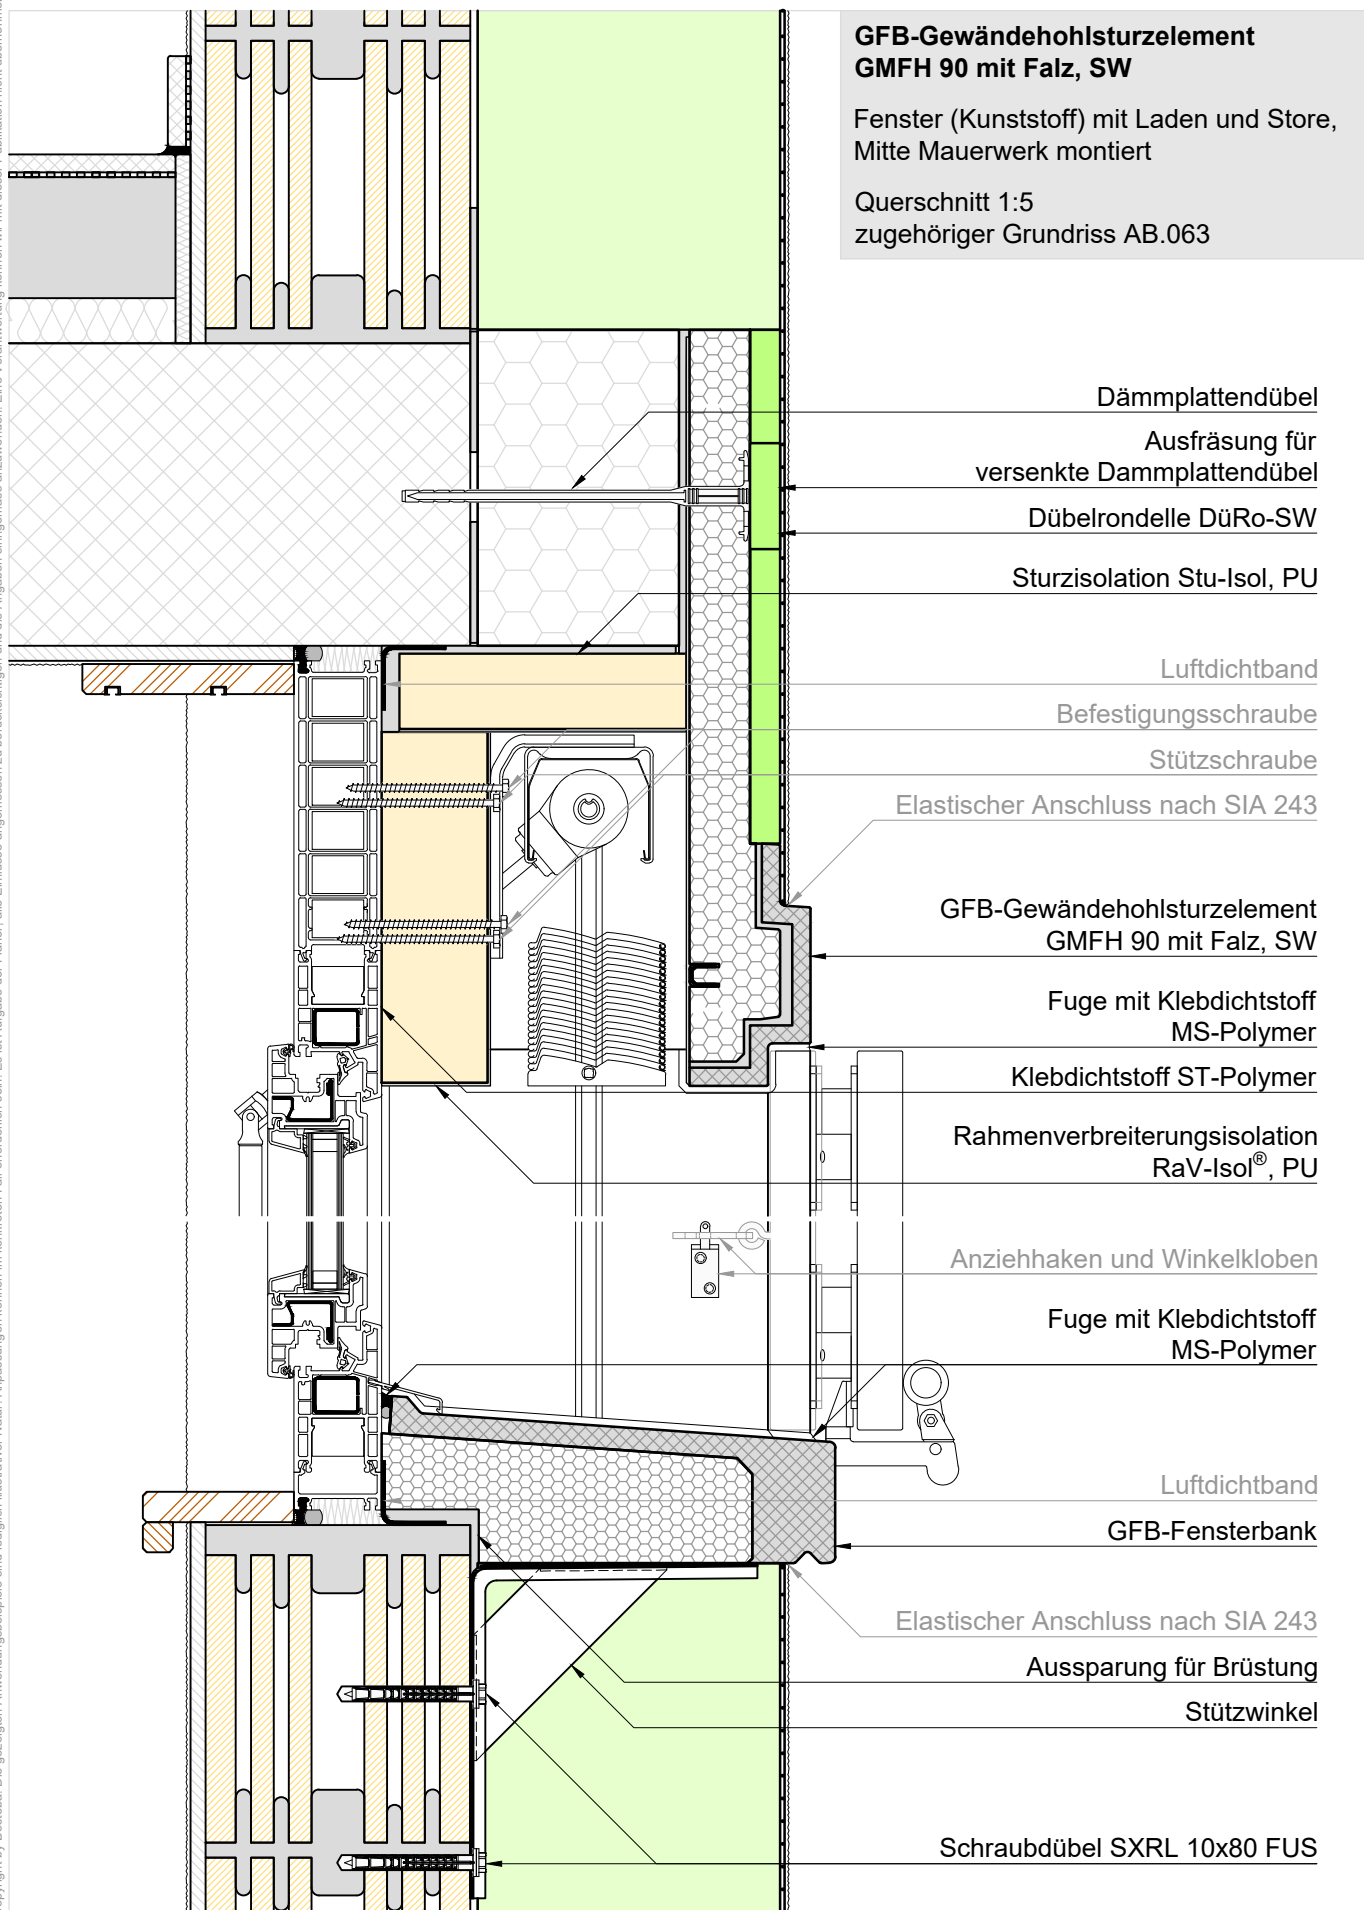 GFB-Gewändehohlsturzelement
GMFH 90 mit Falz, SW
Fenster (Kunststoff) mit Laden und Store,
Mitte Mauerwerk montiert
Querschnitt 1:5
zugehöriger Grundriss AB.063
Dämmplattendübel
Ausfräsung für
versenkte Dammplattendübel
Dübelrondelle DüRo-SW
Sturzisolation Stu-Isol, PU
Luftdichtband
Befestigungsschraube
Stützschraube
Elastischer Anschluss nach SIA 243
GFB-Gewändehohlsturzelement
GMFH 90 mit Falz, SW
Fuge mit Klebdichtstoff
MS-Polymer
Klebdichtstoff ST-Polymer
Rahmenverbreiterungsisolation
RaV-Isol®, PU
Anziehhaken und Winkelkloben
Fuge mit Klebdichtstoff
MS-Polymer
Luftdichtband
GFB-Fensterbank
Elastischer Anschluss nach SIA 243
Aussparung für Brüstung
Stützwinkel
Schraubdübel SXRL 10x80 FUS